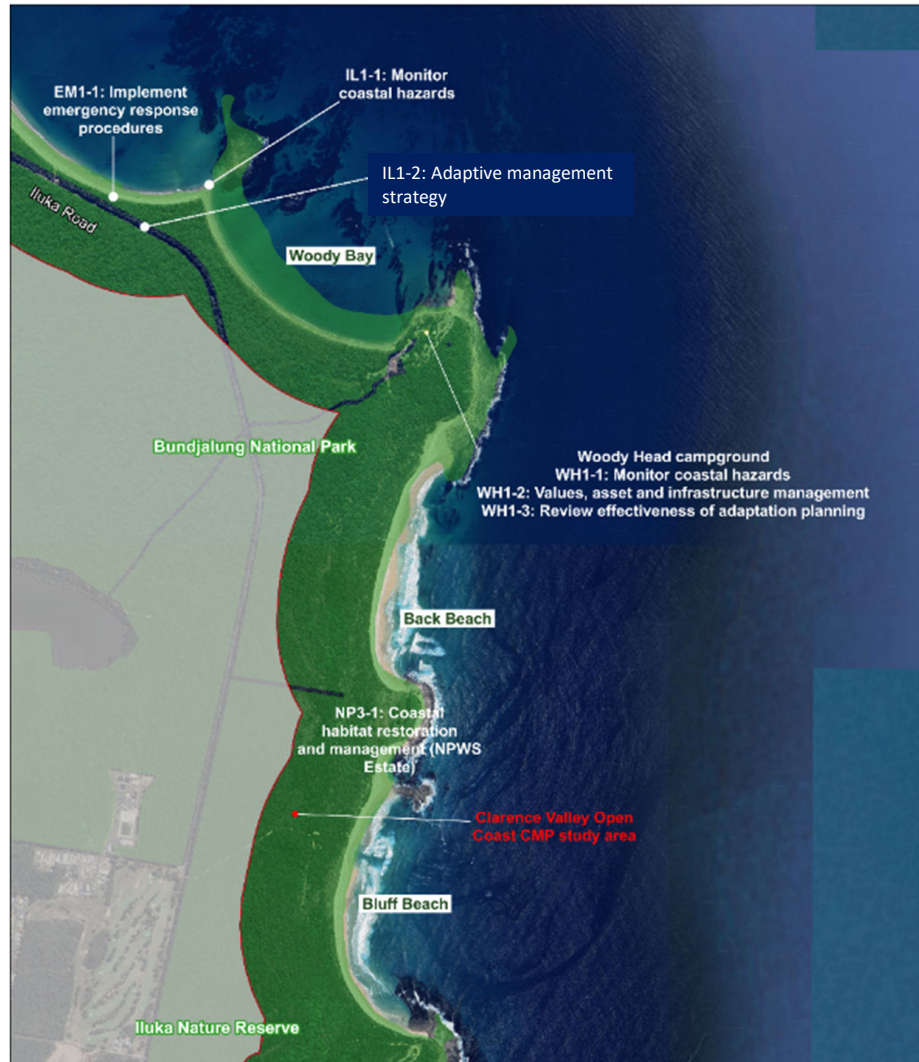 IL1-1: Monitor
coastal hazards
EM1-1: Implement
emergency response
procedures
IL1-2: Adaptive management
strategy
Iluka Road
Woody Bay
Bundjalung National Park
Woody Head campground
WH1-1: Monitor coastal hazards
WH1-2: Values, asset and infrastructure management
WH1-3: Review effectiveness of adaptation planning
Back Beach
NP3-1: Coastal
habitat restoration
and management (NPWS
Estate)
Clarence Valley Open
Coast CMP study area
Bluff Beach
Iluka Nature Reserve